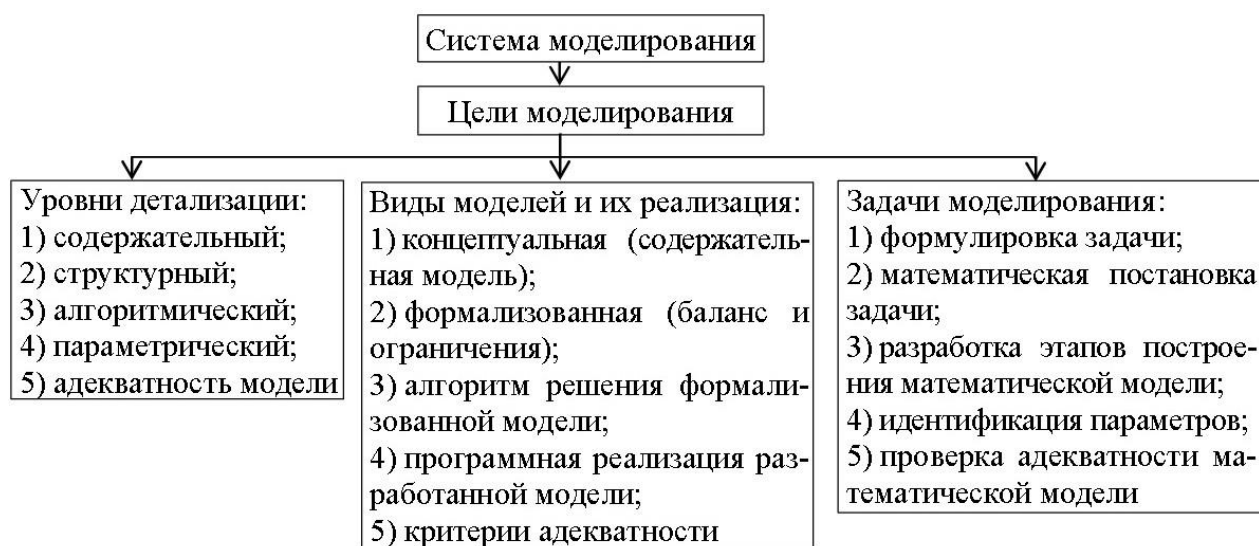 Система моделирования
Цели моделирования
Уровни детализации:
1) содержательный;
2) структурный;
3) алгоритмический;
4) параметрический;
5) адекватность модели
Виды моделей и их реализация:
1) концептуальная (содержатель-
ная модель);
2) формализованная (баланс и
ограничения);
3) алгоритм решения формали-
зованной модели;
4) программная реализация раз-
работанной модели;
5) критерии адекватности
Задачи моделирования:
1) формулировка задачи;
2) математическая постановка
задачи;
3) разработка этапов построе-
ния математической модели;
4) идентификация параметров;
5) проверка адекватности ма-
тематической модели